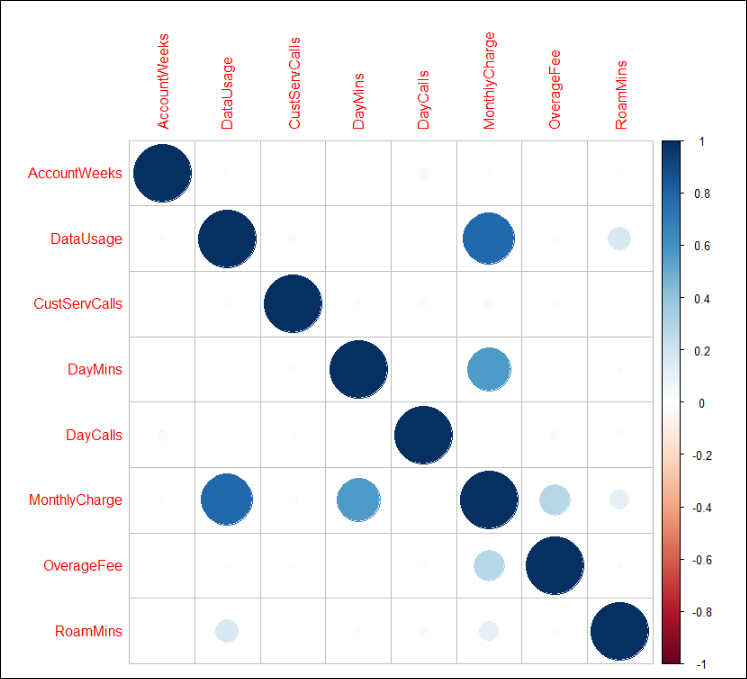 AccountWeeks
DataUsage
CustServCalls
DayMins
DayCalls
MonthlyCharge
OverageFee
RoamMins
AccountWeeks
DataUsage
CustServCalls
DayMins
DayCalls
MonthlyCharge
OverageFee
RoamMins
1
0.8
0.6
0.4
0.2
0
-0.2
-0.4
-0.6
-0.8
-1